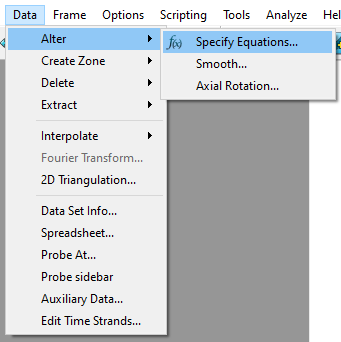 Data Frame Options Scripting Tools Analyze Help
Alter
f(x) Specify Equations...
Create Zone
Smooth...
Delete
Axial Rotation...
Extract
Interpolate
Fourier Transform...
2D Triangulation...
Data Set Info...
Spreadsheet...
Probe At...
Probe sidebar
Auxiliary Data...
Edit Time Strands...